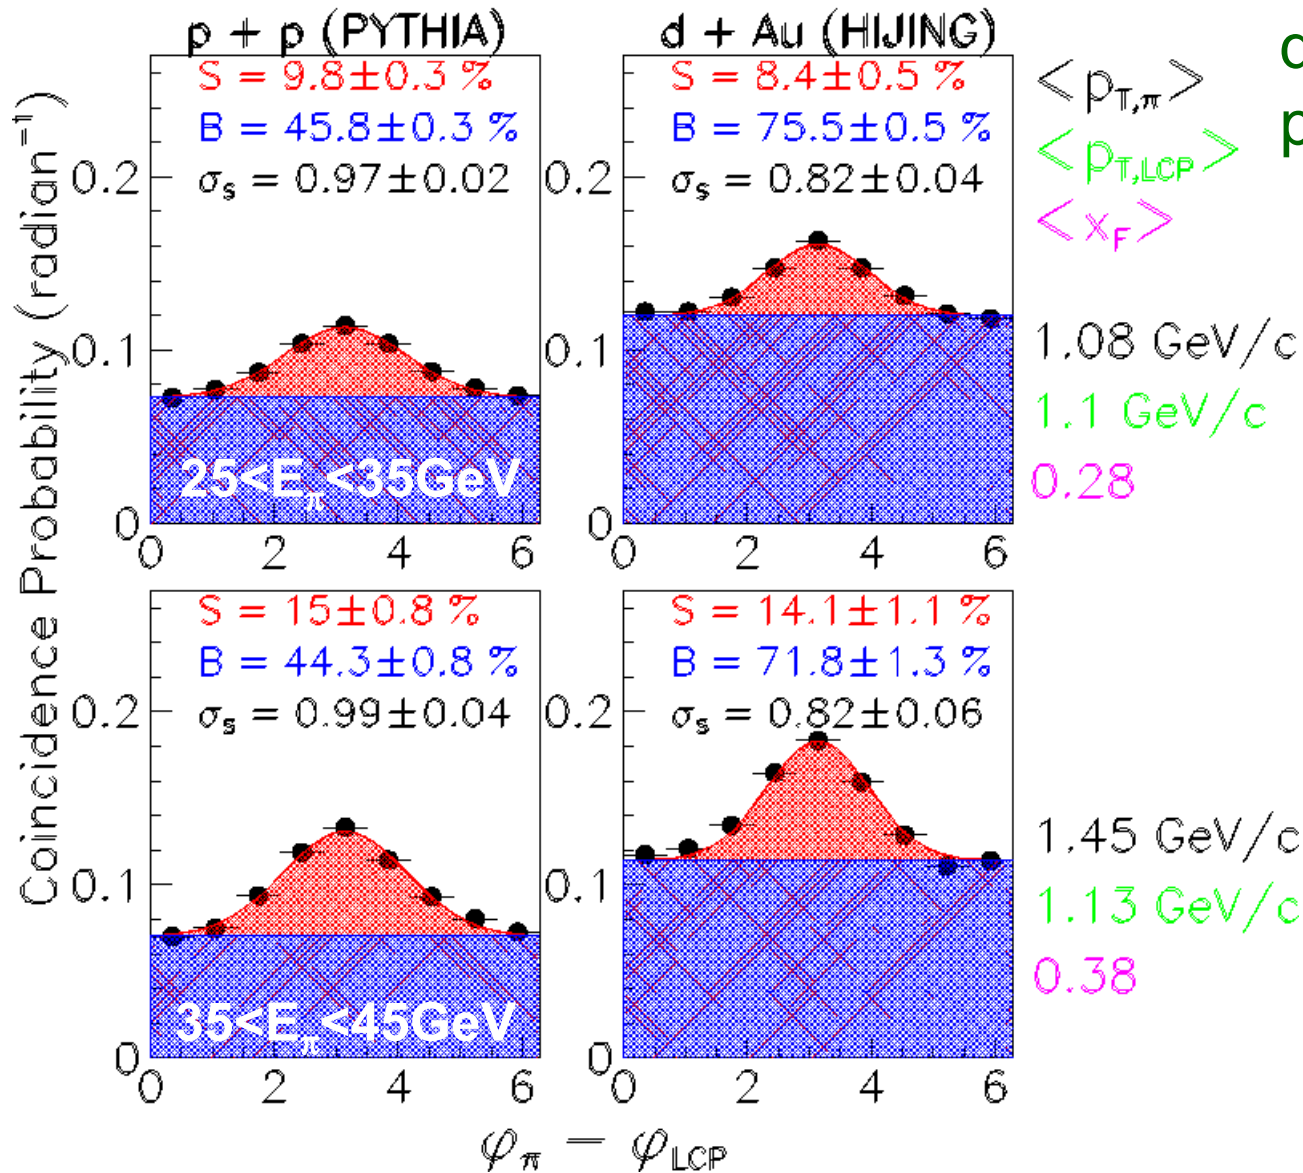 p + p (PYTHIA)
d + Au (HIJING)
S = 9.8±0.3 %
B = 45.8±0.3 %
σs = 0.97±0.02
S = 8.4±0.5 %
B = 75.5±0.5 %
σs = 0.82±0.04
<pT,π>
<pT,LCP>
<xF>
d
p
0.2
0.1
0
0.2
0.1
0
25<Eπ<35GeV
0 2 4 6
0 2 4 6
1.08 GeV/c
1.1 GeV/c
0.28
Coincidence Probability (radian⁻¹)
S = 15±0.8 %
B = 44.3±0.8 %
σs = 0.99±0.04
S = 14.1±1.1 %
B = 71.8±1.3 %
σs = 0.82±0.06
0.2
0.1
0
0.2
0.1
0
35<Eπ<45GeV
0 2 4 6
0 2 4 6
1.45 GeV/c
1.13 GeV/c
0.38
φπ − φLCP